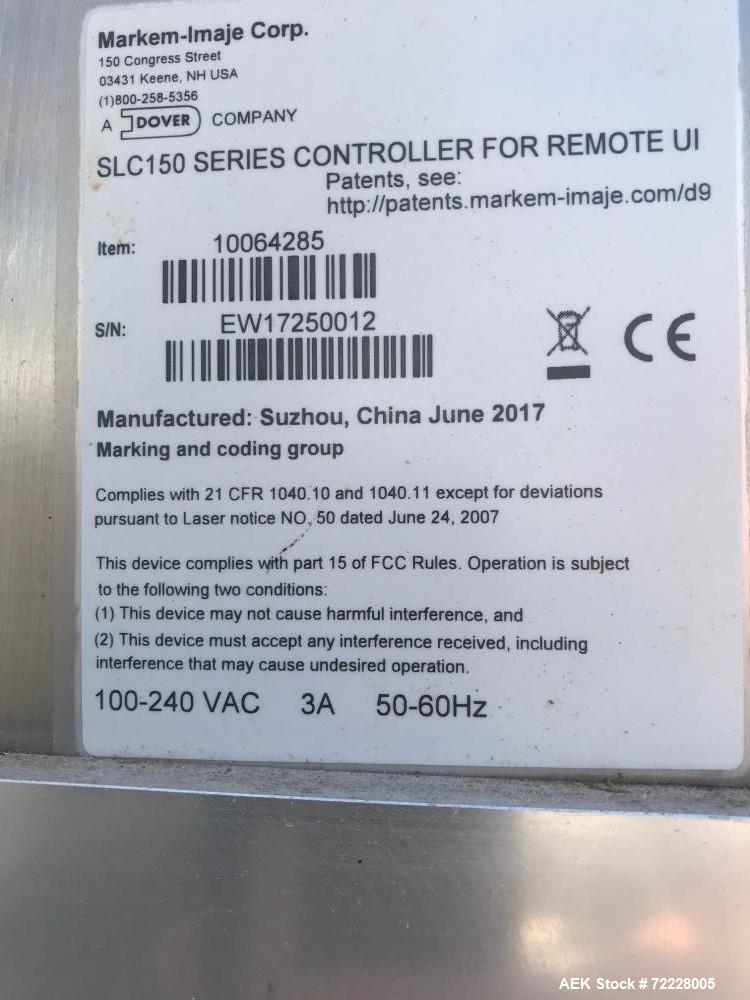 Markem-Imaje Corp.
150 Congress Street
03431 Keene, NH USA
(1)800-258-5356
A DOVER COMPANY
SLC150 SERIES CONTROLLER FOR REMOTE UI
Patents, see:
http://patents.markem-imaje.com/d9
Item: 10064285
S/N: EW17250012
CE
Manufactured: Suzhou, China June 2017
Marking and coding group
Complies with 21 CFR 1040.10 and 1040.11 except for deviations
pursuant to Laser notice NO, 50 dated June 24, 2007
This device complies with part 15 of FCC Rules. Operation is subject
to the following two conditions:
(1) This device may not cause harmful interference, and
(2) This device must accept any interference received, including
interference that may cause undesired operation.
100-240 VAC 3A 50-60Hz
AEK Stock # 72228005